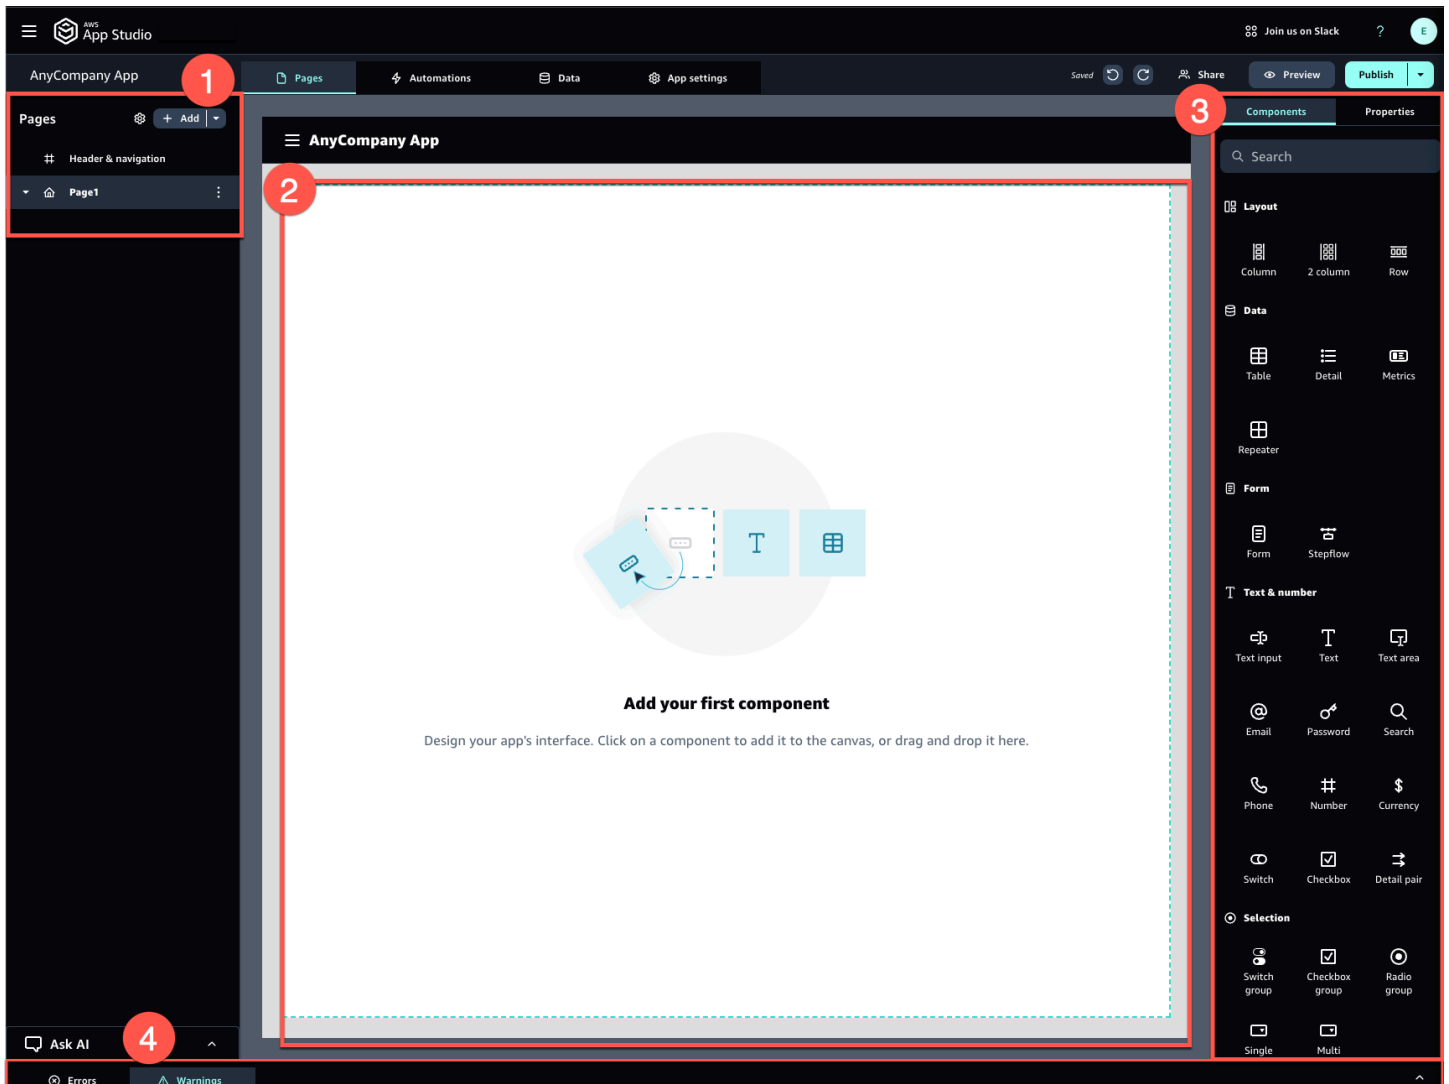 AWS
App Studio
Join us on Slack
?
E
AnyCompany App
1
Pages
Automations
Data
App settings
Saved
Share
Preview
Publish
Pages
+ Add
Header & navigation
Page1
2
AnyCompany App
Add your first component
Design your app's interface. Click on a component to add it to the canvas, or drag and drop it here.
3
Components
Properties
Search
Layout
Column
2 column
Row
Data
Table
Detail
Metrics
Repeater
Form
Form
Stepflow
Text & number
Text input
Text
Text area
Email
Password
Search
Phone
Number
Currency
Switch
Checkbox
Detail pair
Selection
Switch group
Checkbox group
Radio group
Single
Multi
Ask AI
4
Errors
Warnings